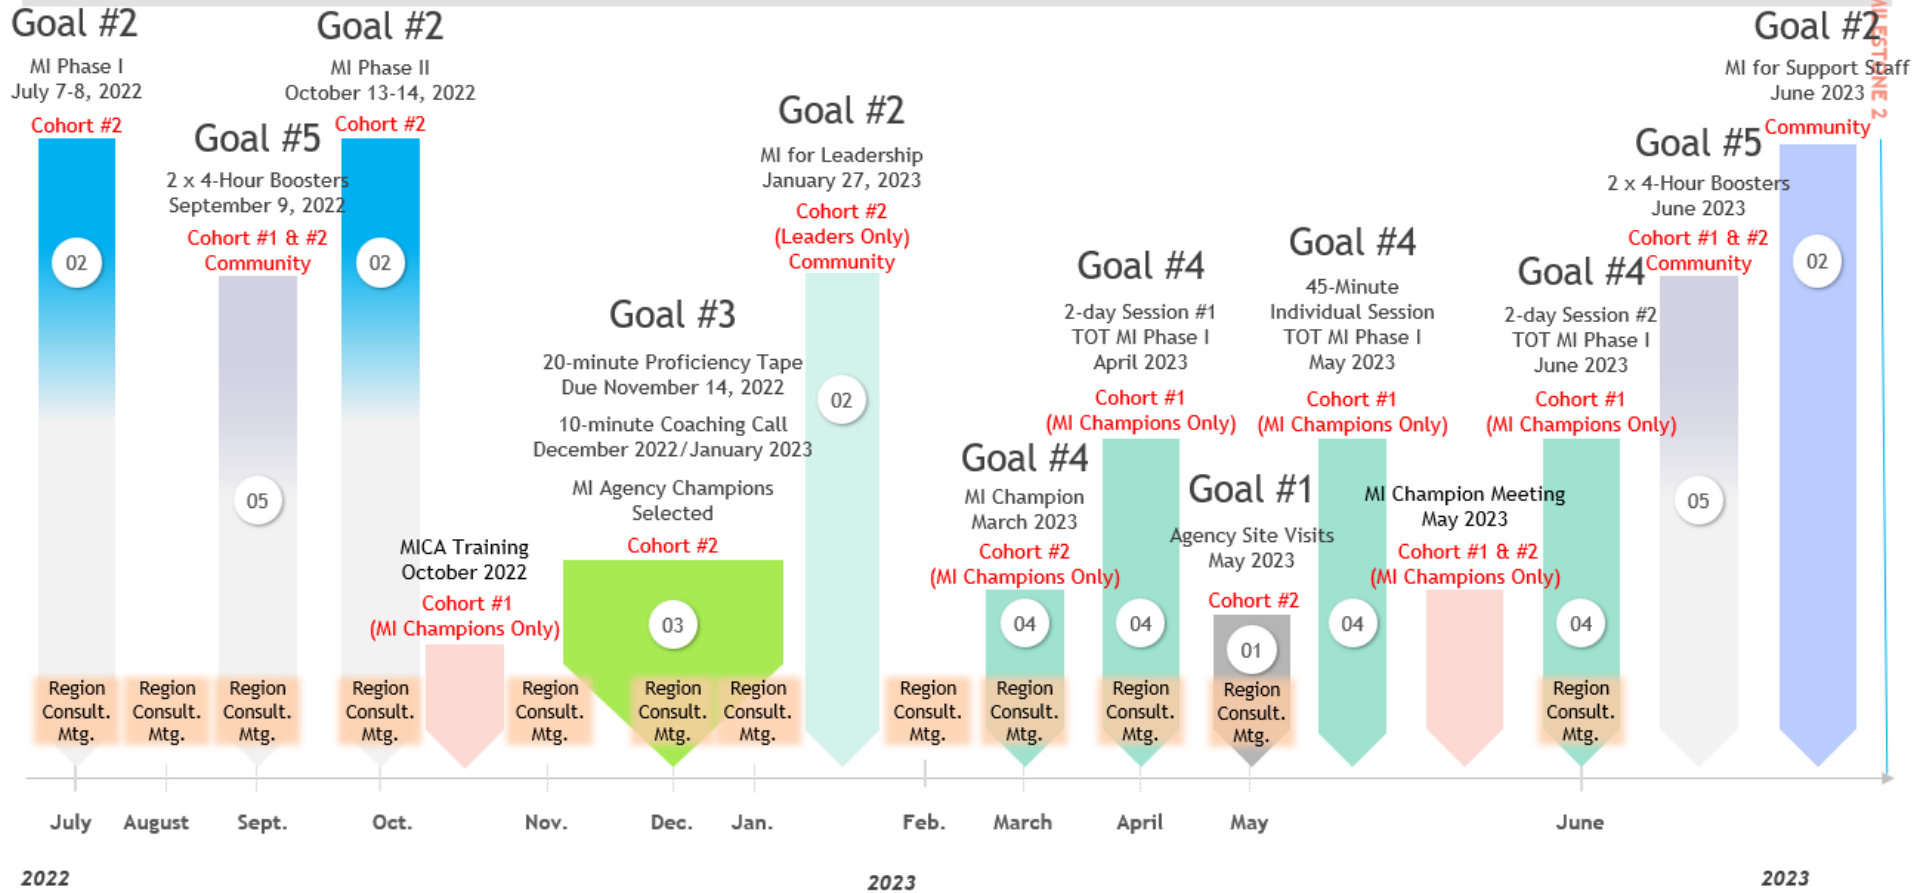 Goal #2
MI Phase I
July 7-8, 2022
Cohort #2
02
Goal #5
2 x 4-Hour Boosters
September 9, 2022
Cohort #1 & #2
Community
05
Goal #2
MI Phase II
October 13-14, 2022
Cohort #2
02
MICA Training
October 2022
Cohort #1
(MI Champions Only)
Goal #3
20-minute Proficiency Tape
Due November 14, 2022
10-minute Coaching Call
December 2022/January 2023
MI Agency Champions
Selected
Cohort #2
03
Goal #2
MI for Leadership
January 27, 2023
Cohort #2
(Leaders Only)
Community
02
Goal #4
MI Champion
March 2023
Cohort #2
(MI Champions Only)
04
Goal #4
2-day Session #1
TOT MI Phase I
April 2023
Cohort #1
(MI Champions Only)
04
Goal #1
Agency Site Visits
May 2023
Cohort #2
01
Goal #4
45-Minute
Individual Session
TOT MI Phase I
May 2023
Cohort #1
(MI Champions Only)
04
MI Champion Meeting
May 2023
Cohort #1 & #2
(MI Champions Only)
Goal #4
2-day Session #2
TOT MI Phase I
June 2023
Cohort #1
(MI Champions Only)
04
Goal #5
2 x 4-Hour Boosters
June 2023
Cohort #1 & #2
Community
05
Goal #2
MI for Support Staff
June 2023
Community
02
MILESTONE 2
Region
Consult.
Mtg.
Region
Consult.
Mtg.
Region
Consult.
Mtg.
Region
Consult.
Mtg.
Region
Consult.
Mtg.
Region
Consult.
Mtg.
Region
Consult.
Mtg.
Region
Consult.
Mtg.
Region
Consult.
Mtg.
Region
Consult.
Mtg.
Region
Consult.
Mtg.
Region
Consult.
Mtg.
July
August
Sept.
Oct.
Nov.
Dec.
Jan.
Feb.
March
April
May
June
2022
2023
2023